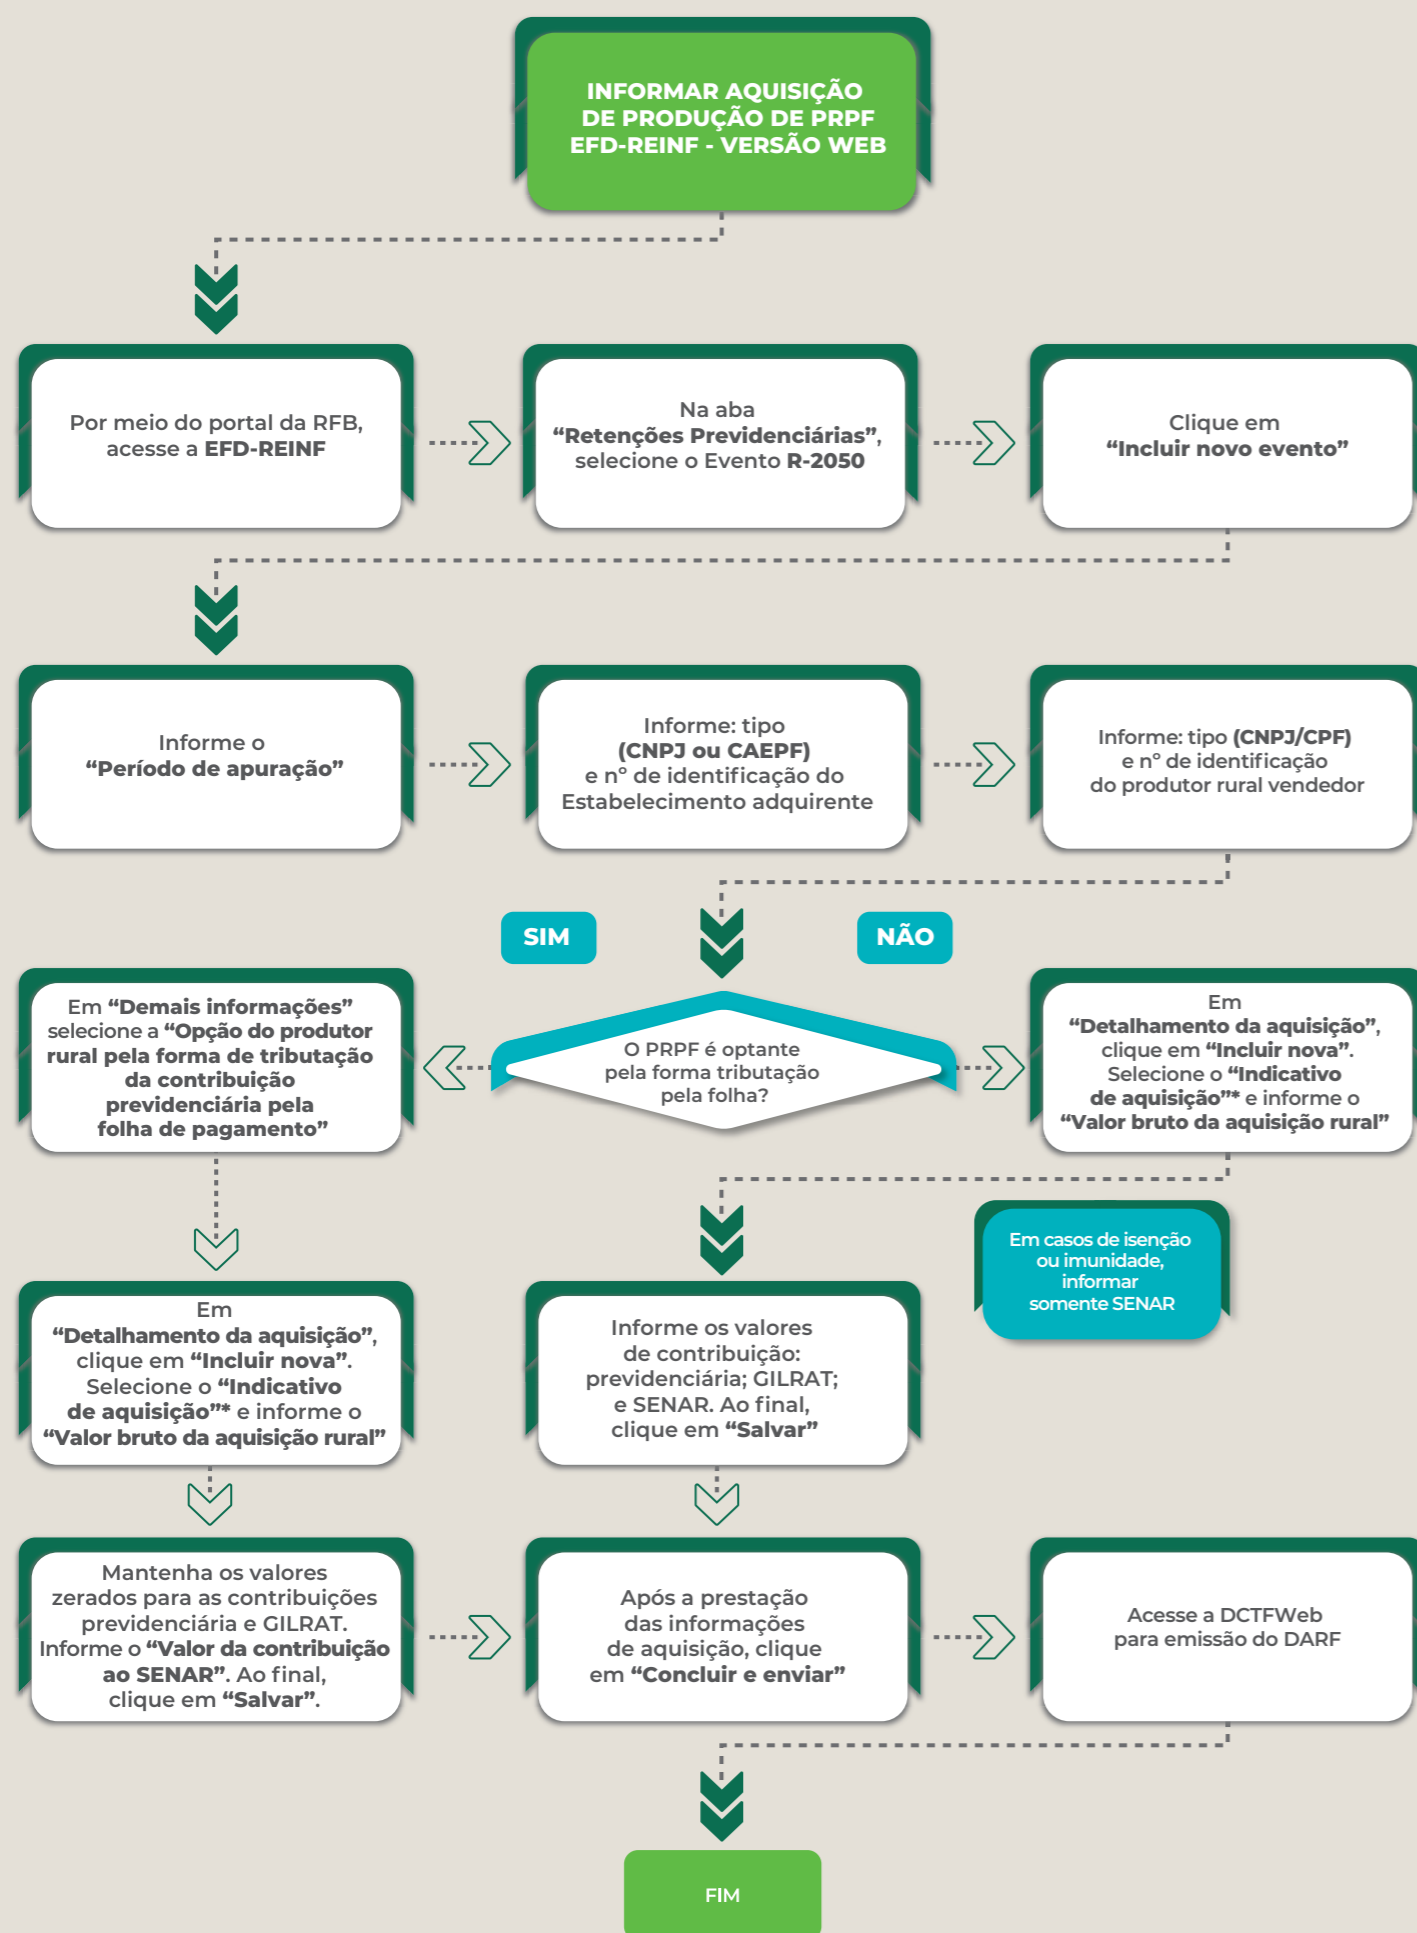 INFORMAR AQUISIÇÃO
DE PRODUÇÃO DE PRPF
EFD-REINF - VERSÃO WEB
Por meio do portal da RFB,
acesse a EFD-REINF
Na aba
“Retenções Previdenciárias”,
selecione o Evento R-2050
Clique em
“Incluir novo evento”
Informe o
“Período de apuração”
Informe: tipo
(CNPJ ou CAEPF)
e nº de identificação do
Estabelecimento adquirente
Informe: tipo (CNPJ/CPF)
e nº de identificação
do produtor rural vendedor
SIM
NÃO
Em “Demais informações”
selecione a “Opção do produtor
rural pela forma de tributação
da contribuição
previdenciária pela
folha de pagamento”
O PRPF é optante
pela forma tributação
pela folha?
Em
“Detalhamento da aquisição”,
clique em “Incluir nova”.
Selecione o “Indicativo
de aquisição”* e informe o
“Valor bruto da aquisição rural”
Em casos de isenção
ou imunidade,
informar
somente SENAR
Em
“Detalhamento da aquisição”,
clique em “Incluir nova”.
Selecione o “Indicativo
de aquisição”* e informe o
“Valor bruto da aquisição rural”
Informe os valores
de contribuição:
previdenciária; GILRAT;
e SENAR. Ao final,
clique em “Salvar”
Mantenha os valores
zerados para as contribuições
previdenciária e GILRAT.
Informe o “Valor da contribuição
ao SENAR”. Ao final,
clique em “Salvar”.
Após a prestação
das informações
de aquisição, clique
em “Concluir e enviar”
Acesse a DCTFWeb
para emissão do DARF
FIM